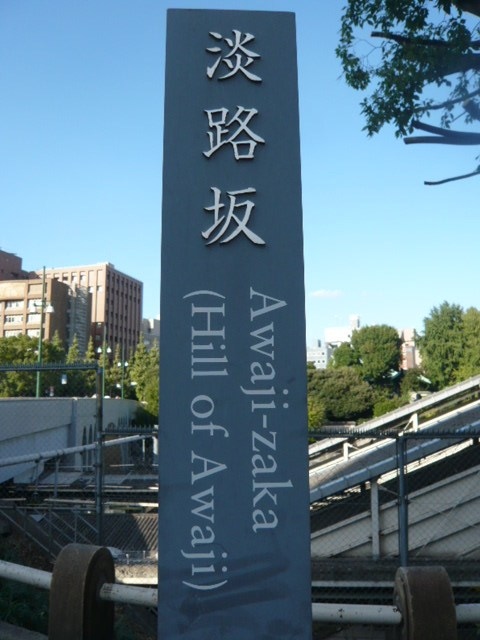 淡路坂
Awaji-zaka
(Hill of Awaji)